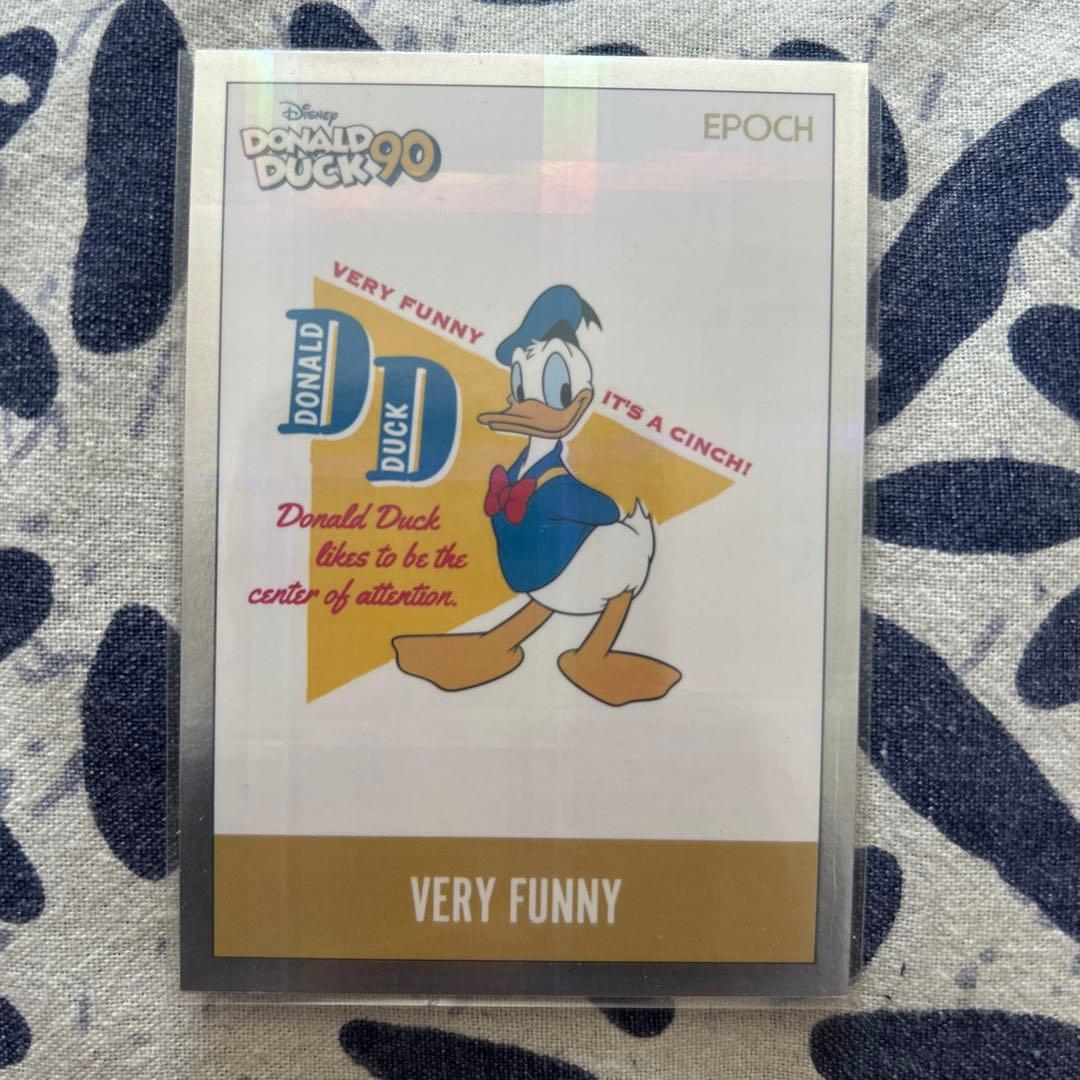 Disney
DONALD
DUCK 90
EPOCH
VERY FUNNY
IT'S A CINCH!
DONALD
DUCK
Donald Duck
likes to be the
center of attention.
VERY FUNNY